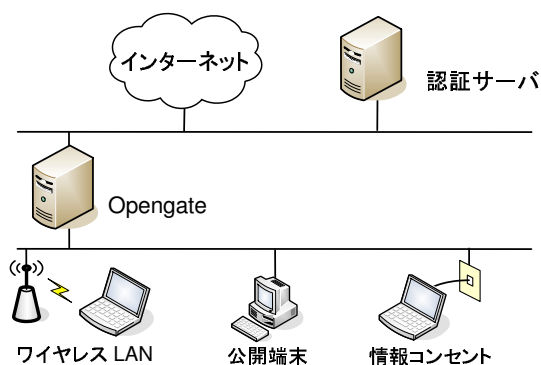 インターネット
認証サーバ
Opengate
ワイヤレス LAN
公開端末
情報コンセント